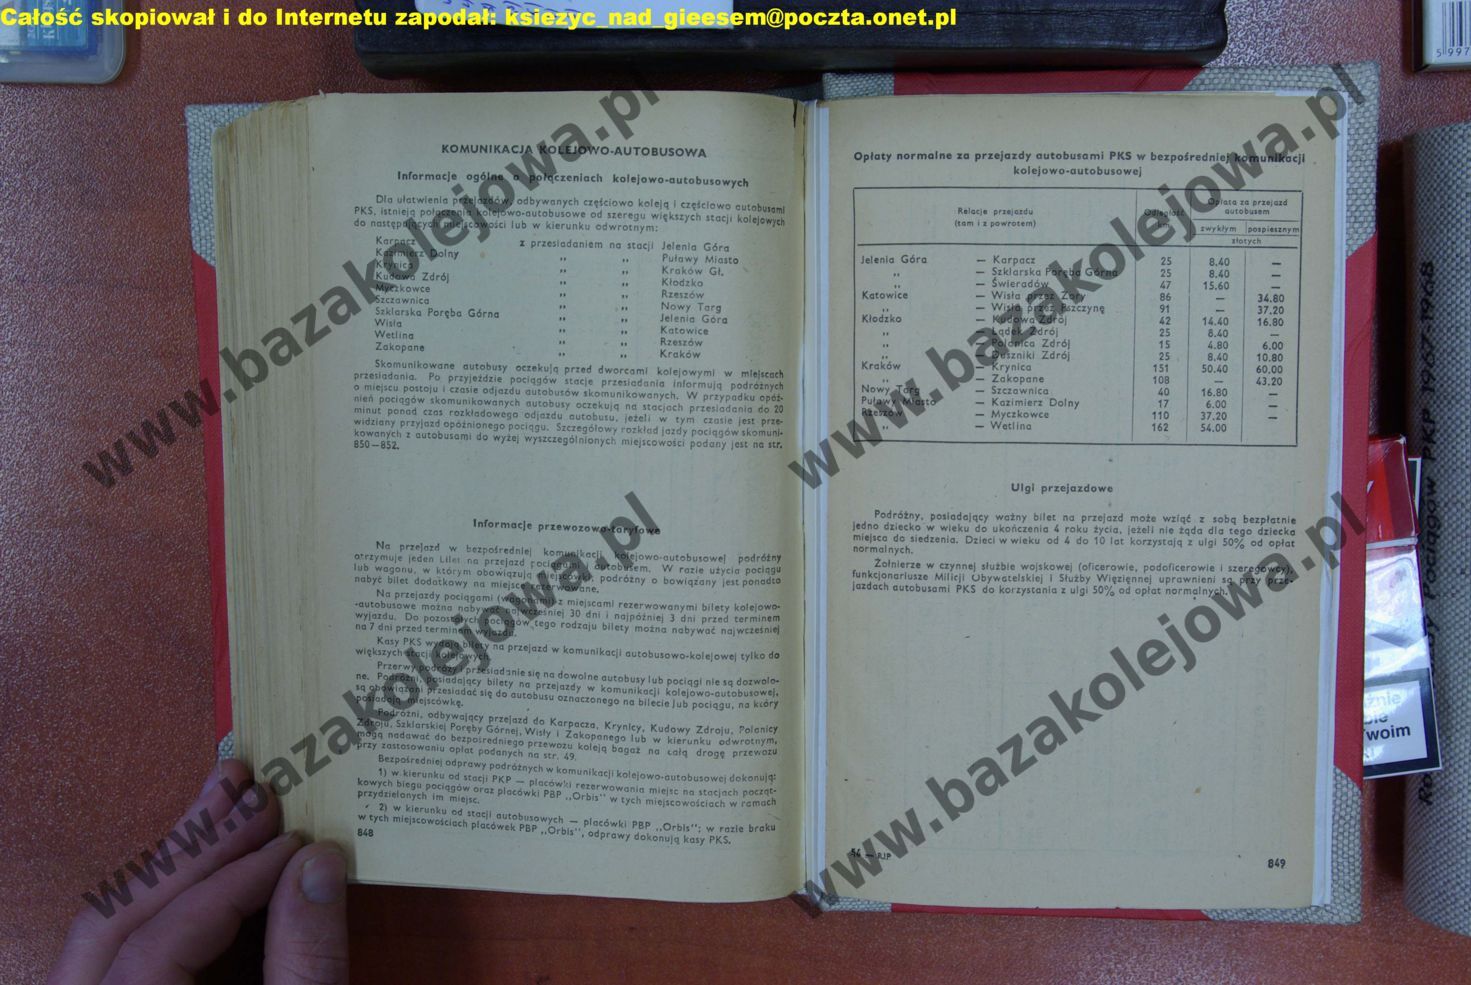 Całość skopiował i do Internetu zapodał: ksiezyc_nad_gieesem@poczta.onet.pl
KOMUNIKACJA KOLEJOWO-AUTOBUSOWA
Informacje ogólne o połączeniach kolejowo-autobusowych
Dla ułatwienia przejazdów, odbywanych częściowo koleją i częściowo autobusami
PKS, istnieją połączenia kolejowo-autobusowe od szeregu większych stacji kolejowych
do następujących miejscowości lub w kierunku odwrotnym:
Karpacz z przesiadaniem na stacji Jelenia Góra
Kazimierz Dolny ,, ,, Puławy Miasto
Krynica ,, ,, Kraków Gł.
Kudowa Zdrój ,, ,, Kłodzko
Myczkowce ,, ,, Rzeszów
Szczawnica ,, ,, Nowy Targ
Szklarska Poręba Górna ,, ,, Jelenia Góra
Wisła ,, ,, Katowice
Wetlina ,, ,, Rzeszów
Zakopane ,, ,, Kraków
Skomunikowane autobusy oczekują przed dworcami kolejowymi w miejscach
przesiadania. Po przyjeździe pociągów stacje przesiadania informują podróżnych
o miejscu postoju i czasie odjazdu autobusów skomunikowanych. W przypadku opóź-
nień pociągów skomunikowanych autobusy oczekują na stacjach przesiadania do 20
minut ponad czas rozkładowego odjazdu autobusu, jeżeli w tym czasie jest prze-
widziany przyjazd opóźnionego pociągu. Szczegółowy rozkład jazdy pociągów skomuni-
kowanych z autobusami do wyżej wyszczególnionych miejscowości podany jest na str.
850—852.
Informacje przewozowo-taryfowe
Na przejazd w bezpośredniej komunikacji kolejowo-autobusowej podróżny
otrzymuje jeden bilet na przejazd pociągiem i autobusem. W razie użycia pociągu
lub wagonu, w którym obowiązują miejscówki, podróżny o bowiązany jest ponadto
nabyć bilet dodatkowy na miejsce rezerwowane.
Na przejazdy pociągami (wagonami) z miejscami rezerwowanymi bilety kolejowo-
-autobusowe można nabywać najwcześniej 30 dni i najpóźniej 3 dni przed terminem
wyjazdu. Do pozostałych pociągów tego rodzaju bilety można nabywać najwcześniej
na 7 dni przed terminem wyjazdu.
Kasy PKS wydają bilety na przejazd w komunikacji autobusowo-kolejowej tylko do
większych stacji kolejowych.
Przerwy podróży i przesiadanie się na dowolne autobusy lub pociągi nie są dozwolo-
ne. Podróżni, posiadający bilety na przejazdy w komunikacji kolejowo-autobusowej,
są obowiązani przesiadać się do autobusu oznaczonego na bilecie lub pociągu, na który
posiadają miejscówkę.
Podróżni, odbywający przejazd do Karpacza, Krynicy, Kudowy Zdroju, Polanicy
Zdroju, Szklarskiej Poręby Górnej, Wisły i Zakopanego lub w kierunku odwrotnym,
mogą nadawać do bezpośredniego przewozu koleją bagaż na całą drogę przewozu
przy zastosowaniu opłat podanych na str. 49.
Bezpośredniej odprawy podróżnych w komunikacji kolejowo-autobusowej dokonują:
1) w kierunku od stacji PKP — placówki rezerwowania miejsc na stacjach począt-
kowych biegu pociągów oraz placówki PBP ,,Orbis'' w tych miejscowościach w ramach
przydzielonych im miejsc.
2) w kierunku od stacji autobusowych — placówki PBP ,,Orbis''; w razie braku
w tych miejscowościach placówek PBP ,,Orbis'', odprawy dokonują kasy PKS.
848
Opłaty normalne za przejazdy autobusami PKS w bezpośredniej komunikacji
kolejowo-autobusowej
Relacje przejazdu
(tam i z powrotem) Odległość km Opłata za przejazd autobusem
zwykłym pospiesznym
złotych
Jelenia Góra — Karpacz 25 8.40 —
,, — Szklarska Poręba Górna 25 8.40 —
,, — Świeradów 47 15.60 —
Katowice — Wisła przez Żory 86 — 34.80
,, — Wisła przez Pszczynę 91 — 37.20
Kłodzko — Kudowa Zdrój 42 14.40 16.80
,, — Lądek Zdrój 25 8.40 —
,, — Polanica Zdrój 15 4.80 6.00
,, — Duszniki Zdrój 25 8.40 10.80
Kraków — Krynica 151 50.40 60.00
,, — Zakopane 108 — 43.20
Nowy Targ — Szczawnica 40 16.80 —
Puławy Miasto — Kazimierz Dolny 17 6.00 —
Rzeszów — Myczkowce 110 37.20 —
,, — Wetlina 162 54.00
Ulgi przejazdowe
Podróżny, posiadający ważny bilet na przejazd może wziąć z sobą bezpłatnie
jedno dziecko w wieku do ukończenia 4 roku życia, jeżeli nie żąda dla tego dziecka
miejsca do siedzenia. Dzieci w wieku od 4 do 10 lat korzystają z ulgi 50% od opłat
normalnych.
Żołnierze w czynnej służbie wojskowej (oficerowie, podoficerowie i szeregowcy),
funkcjonariusze Milicji Obywatelskiej i Służby Więziennej uprawnieni są przy prze-
jazdach autobusami PKS do korzystania z ulgi 50% od opłat normalnych.
54 — RJP
849
www.bazakolejowa.pl
www.bazakolejowa.pl
www.bazakolejowa.pl
www.bazakolejowa.pl
5 997
woim